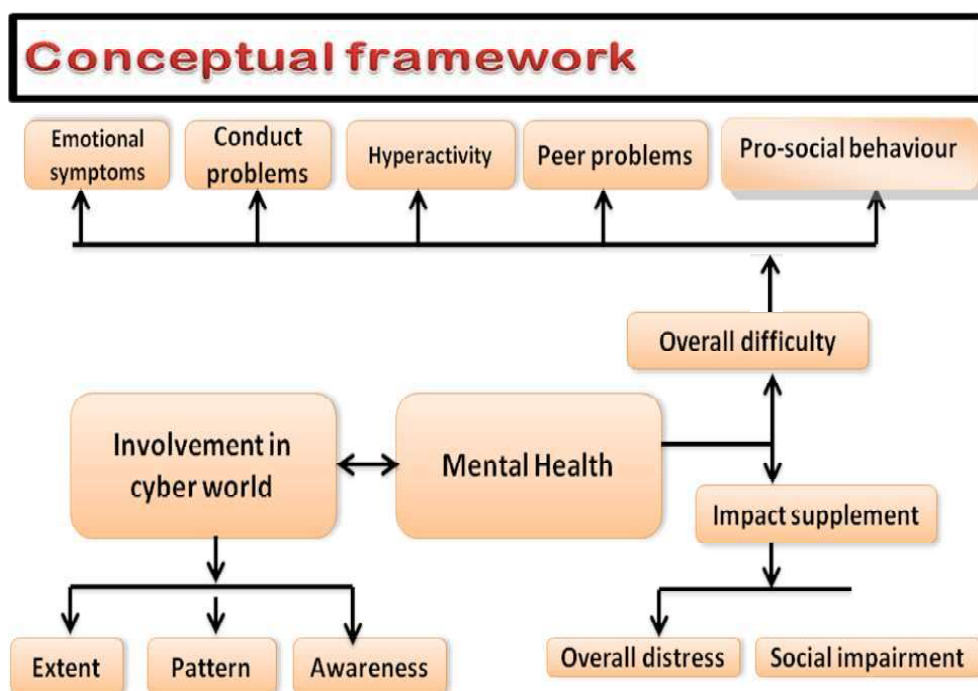 Conceptual framework
Emotional
symptoms
Conduct
problems
Hyperactivity
Peer problems
Pro-social behaviour
Overall difficulty
Involvement in
cyber world
Mental Health
Impact supplement
Extent
Pattern
Awareness
Overall distress
Social impairment